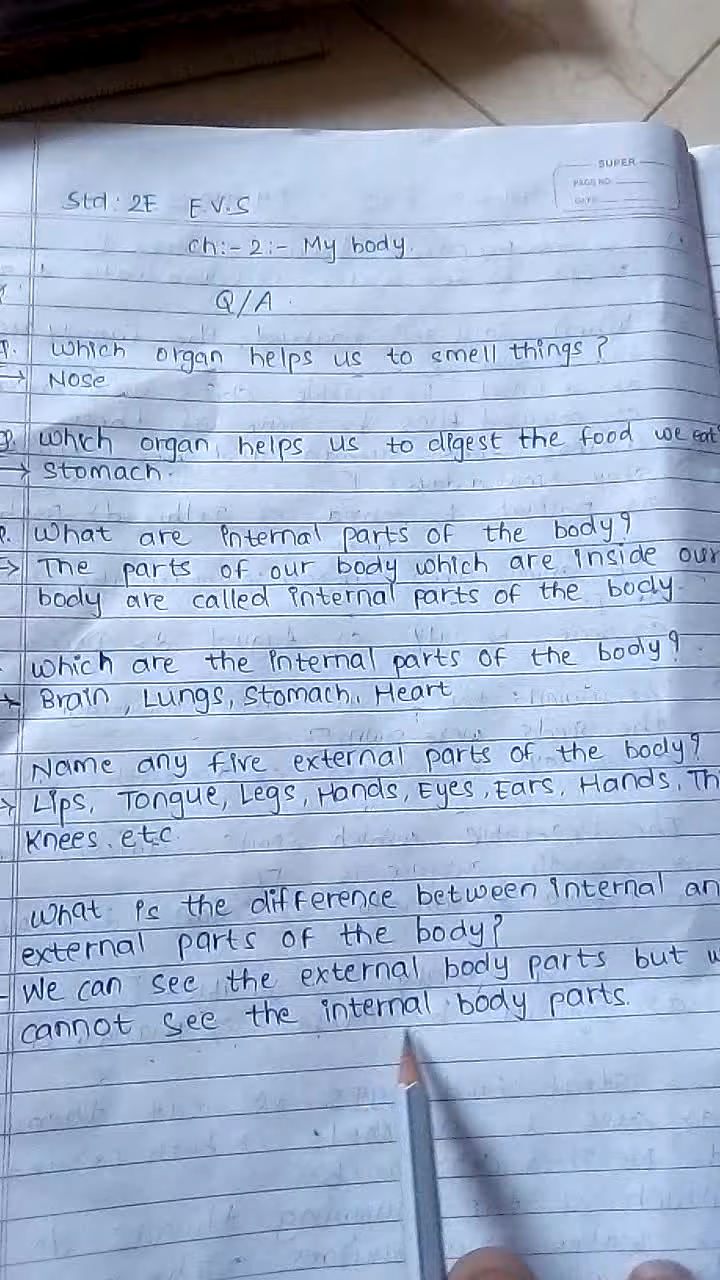 SUPER
PAGE NO:
DATE:
Std: 2E E.V.S
Ch:- 2:- My body.
Q/A.
Which organ helps us to smell things?
→ Nose
Which organ helps us to digest the food we eat?
→ Stomach.
What are internal parts of the body?
→ The parts of our body which are inside our
body are called internal parts of the body.
Which are the internal parts of the body?
→ Brain, Lungs, Stomach, Heart
Name any five external parts of the body?
→ Lips, Tongue, Legs, Hands, Eyes, Ears, Hands,
Knees, etc.
What is the difference between internal
external parts of the body?
We can see the external body parts but
cannot see the internal body parts.